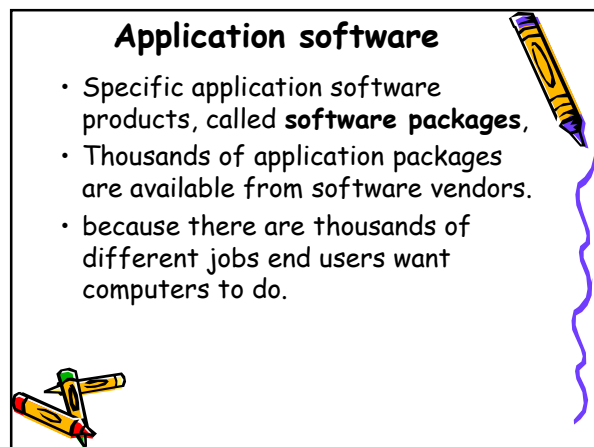 Application software
• Specific application software
products, called software packages,
• Thousands of application packages
are available from software vendors.
• because there are thousands of
different jobs end users want
computers to do.